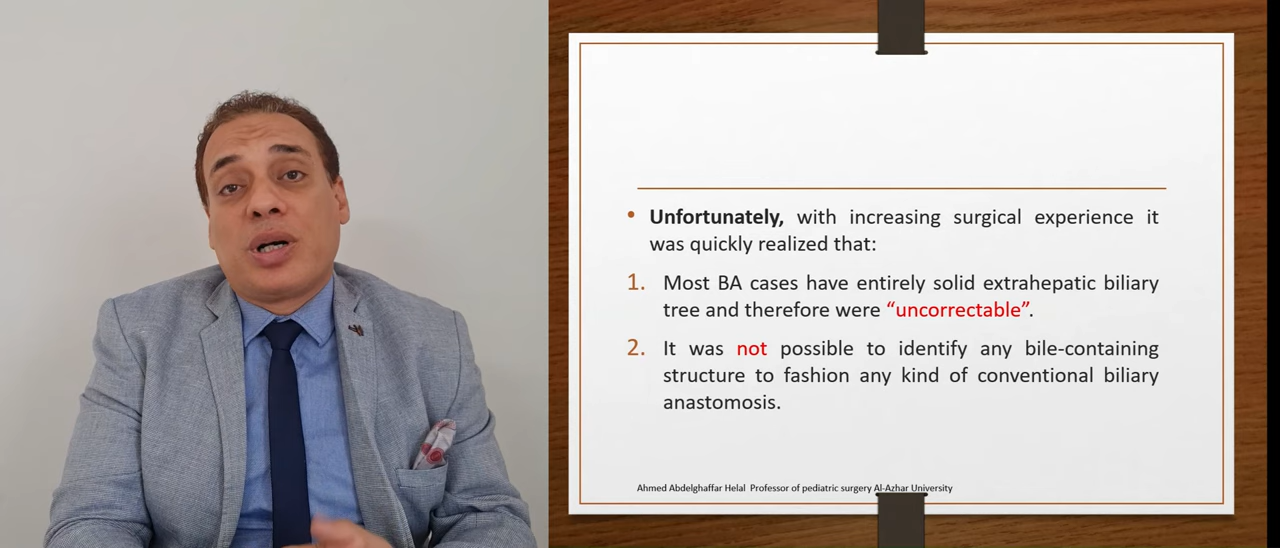 • Unfortunately, with increasing surgical experience it
was quickly realized that:
1. Most BA cases have entirely solid extrahepatic biliary
tree and therefore were “uncorrectable”.
2. It was not possible to identify any bile-containing
structure to fashion any kind of conventional biliary
anastomosis.
Ahmed Abdelghaffar Helal Professor of pediatric surgery Al-Azhar University